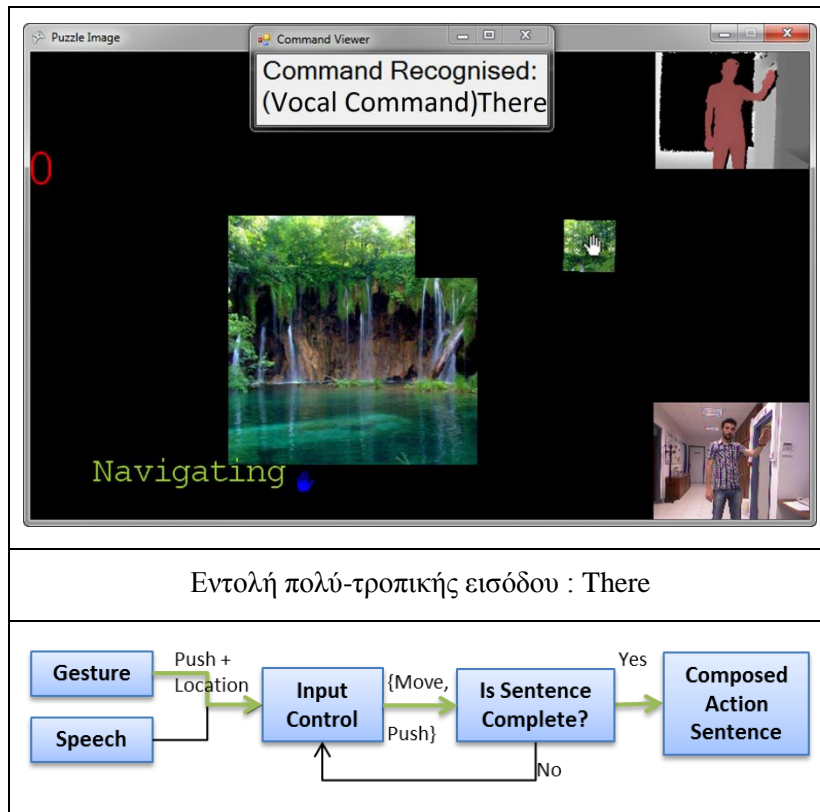 Puzzle Image
Command Viewer
Command Recognised:
(Vocal Command)There
0
Navigating
Εντολή πολύ-τροπικής εισόδου : There
Gesture
Speech
Push +
Location
Input
Control
{Move,
Push}
Is Sentence
Complete?
Yes
No
Composed
Action
Sentence